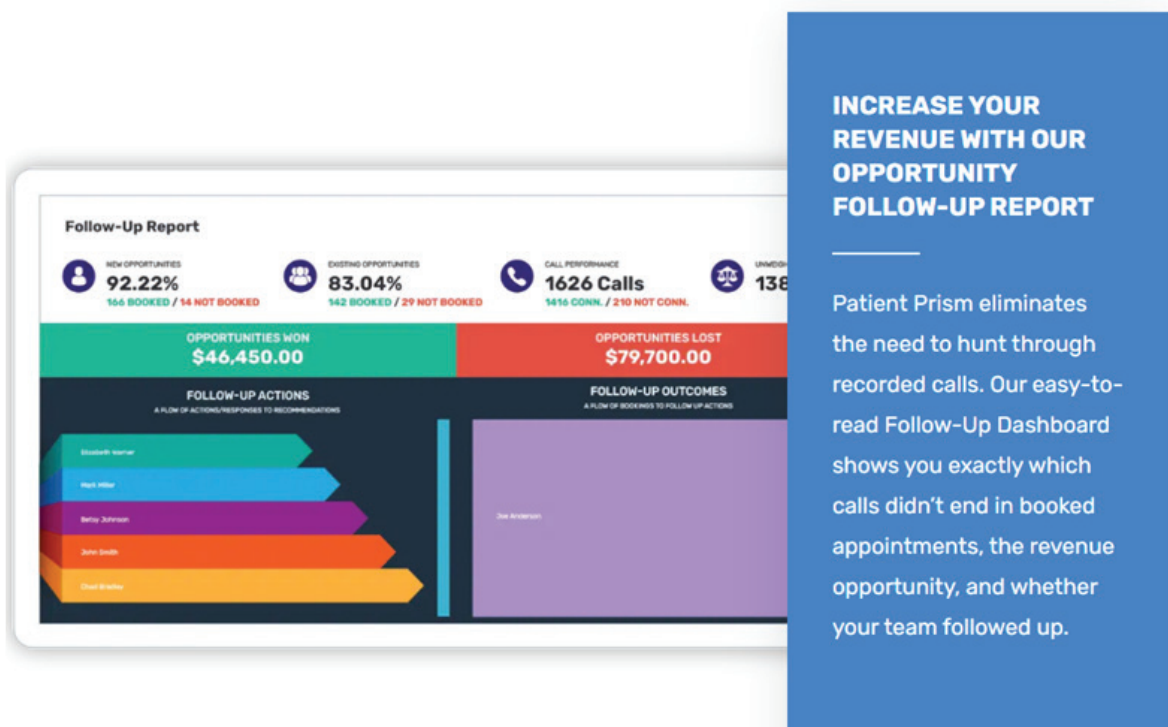 Follow-Up Report
NEW OPPORTUNITIES
92.22%
166 BOOKED / 14 NOT BOOKED
EXISTING OPPORTUNITIES
83.04%
142 BOOKED / 29 NOT BOOKED
CALL PERFORMANCE
1626 Calls
1416 CONN. / 210 NOT CONN.
138
OPPORTUNITIES WON
$46,450.00
OPPORTUNITIES LOST
$79,700.00
FOLLOW-UP ACTIONS
A FLOW OF ACTIONS/RESPONSES TO RECOMMENDATIONS
FOLLOW-UP OUTCOMES
A FLOW OF BOOKINGS TO FOLLOW UP ACTIONS
Elizabeth Warner
Mark Miller
Betsy Johnson
John Smith
Chad Bradley
Joe Anderson
INCREASE YOUR
REVENUE WITH OUR
OPPORTUNITY
FOLLOW-UP REPORT
Patient Prism eliminates
the need to hunt through
recorded calls. Our easy-to-
read Follow-Up Dashboard
shows you exactly which
calls didn’t end in booked
appointments, the revenue
opportunity, and whether
your team followed up.